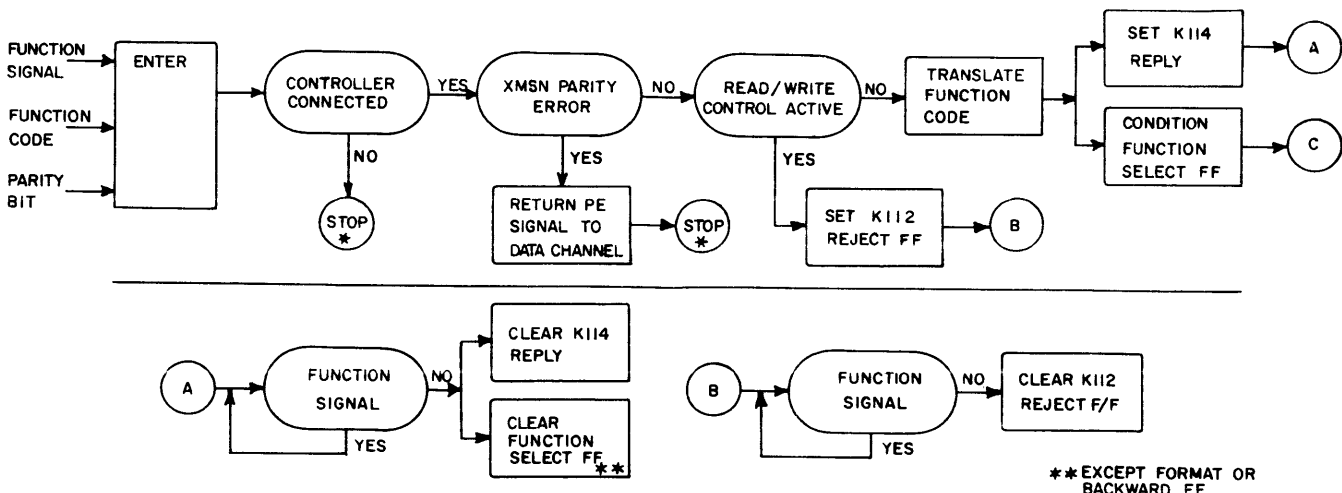 FUNCTION
SIGNAL
FUNCTION
CODE
PARITY
BIT
ENTER
CONTROLLER
CONNECTED
YES
NO
STOP
*
XMSN PARITY
ERROR
NO
YES
RETURN PE
SIGNAL TO
DATA CHANNEL
STOP
*
READ/WRITE
CONTROL ACTIVE
NO
YES
SET K112
REJECT FF
B
TRANSLATE
FUNCTION
CODE
SET K114
REPLY
A
CONDITION
FUNCTION
SELECT FF
C
A
FUNCTION
SIGNAL
NO
YES
CLEAR K114
REPLY
CLEAR
FUNCTION
SELECT FF
**
B
FUNCTION
SIGNAL
NO
YES
CLEAR K112
REJECT F/F
** EXCEPT FORMAT OR
BACKWARD FF